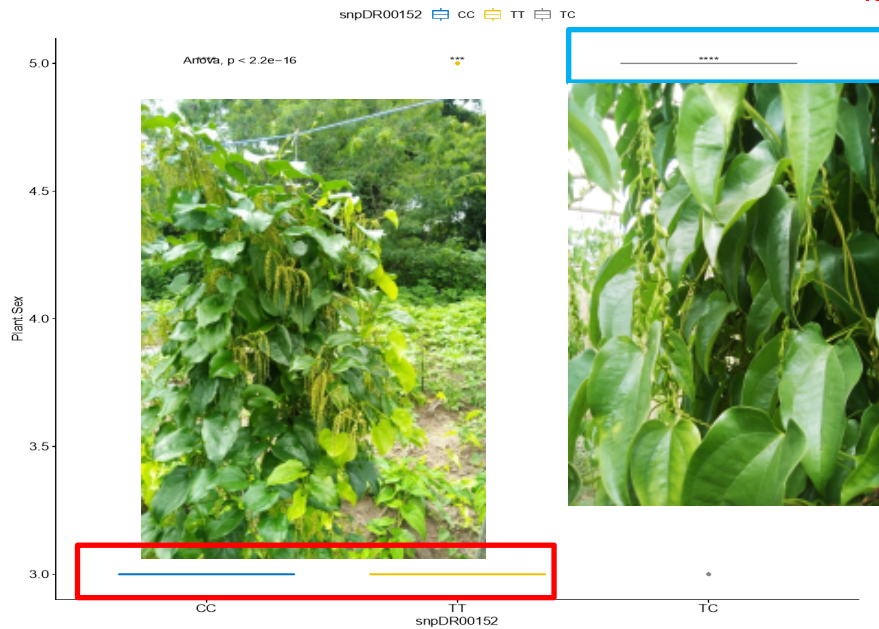 snpDR00152 CC TT TC
Anova, p < 2.2e−16
***
****
5.0
4.5
4.0
3.5
3.0
Plant.Sex
CC TT TC
snpDR00152